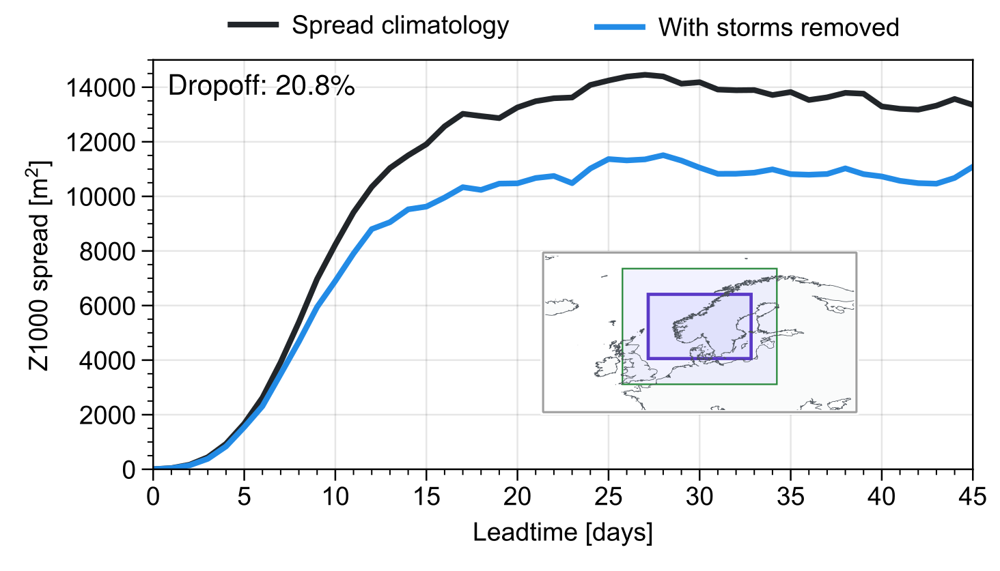 Spread climatology
With storms removed
Dropoff: 20.8%
Z1000 spread [m²]
14000
12000
10000
8000
6000
4000
2000
0
0 5 10 15 20 25 30 35 40 45
Leadtime [days]